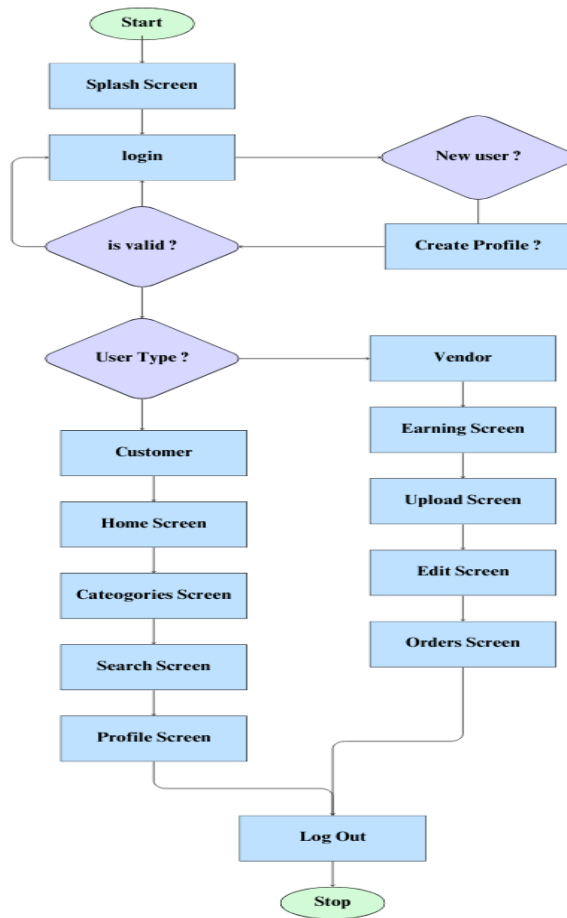 Start
Splash Screen
login
New user ?
is valid ?
Create Profile ?
User Type ?
Vendor
Customer
Earning Screen
Home Screen
Upload Screen
Cateogories Screen
Edit Screen
Search Screen
Orders Screen
Profile Screen
Log Out
Stop